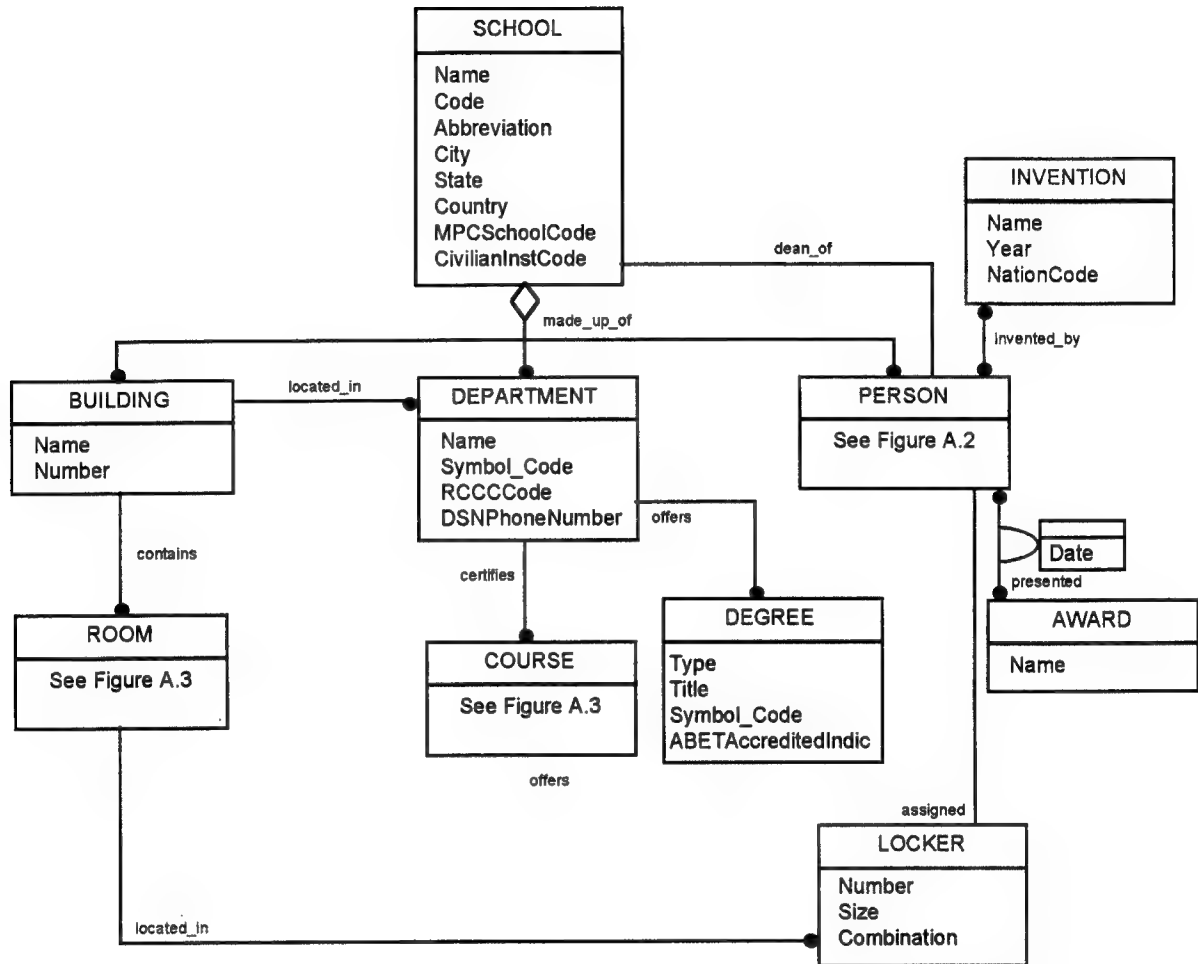 SCHOOL
Name
Code
Abbreviation
City
State
Country
MPCSchoolCode
CivilianInstCode
INVENTION
Name
Year
NationCode
dean_of
made_up_of
invented_by
BUILDING
Name
Number
located_in
DEPARTMENT
Name
Symbol_Code
RCCCCode
DSNPhoneNumber
PERSON
See Figure A.2
offers
contains
certifies
Date
presented
ROOM
See Figure A.3
COURSE
See Figure A.3
DEGREE
Type
Title
Symbol_Code
ABETAccreditedIndic
AWARD
Name
offers
assigned
LOCKER
Number
Size
Combination
located_in